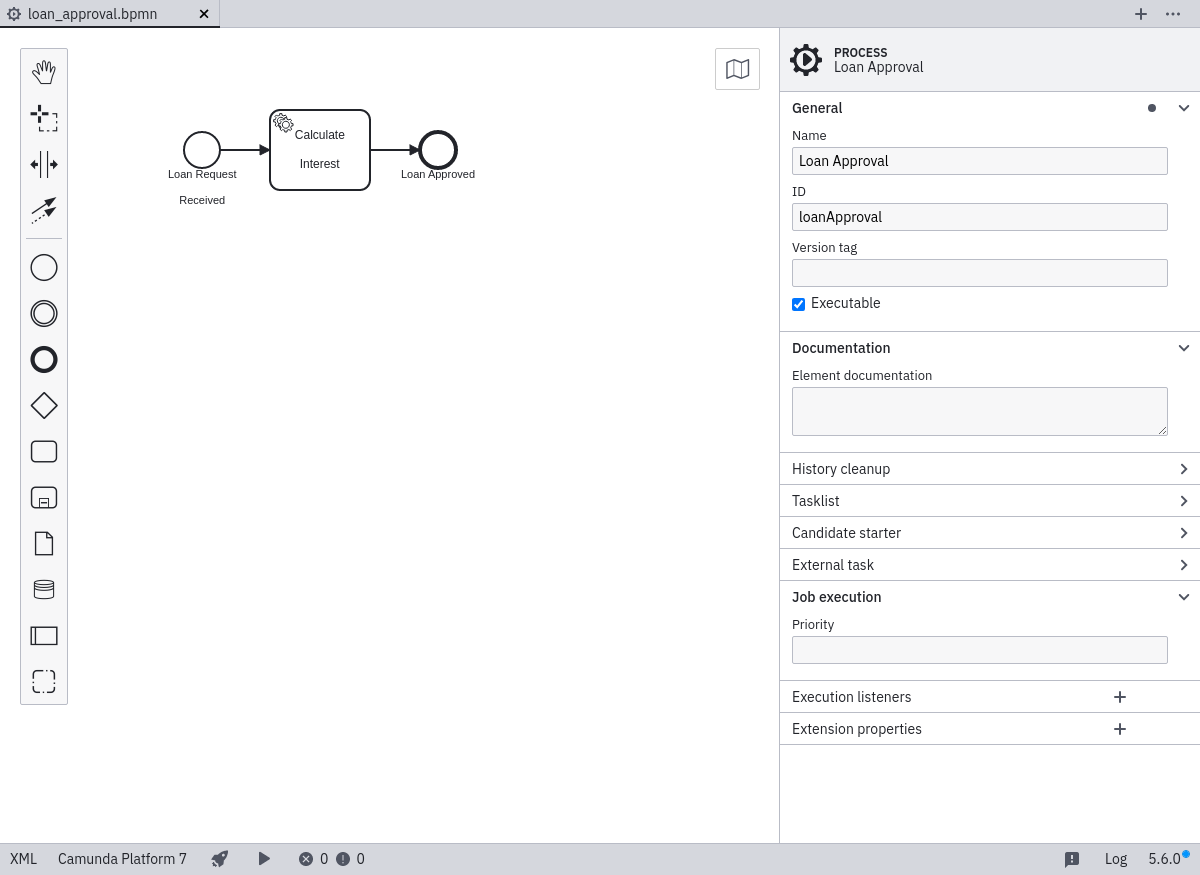 loan_approval.bpmn
Loan Request
Received
Calculate
Interest
Loan Approved
PROCESS
Loan Approval
General
Name
Loan Approval
ID
loanApproval
Version tag
Executable
Documentation
Element documentation
History cleanup
Tasklist
Candidate starter
External task
Job execution
Priority
Execution listeners
Extension properties
XML Camunda Platform 7 0 0 Log 5.6.0